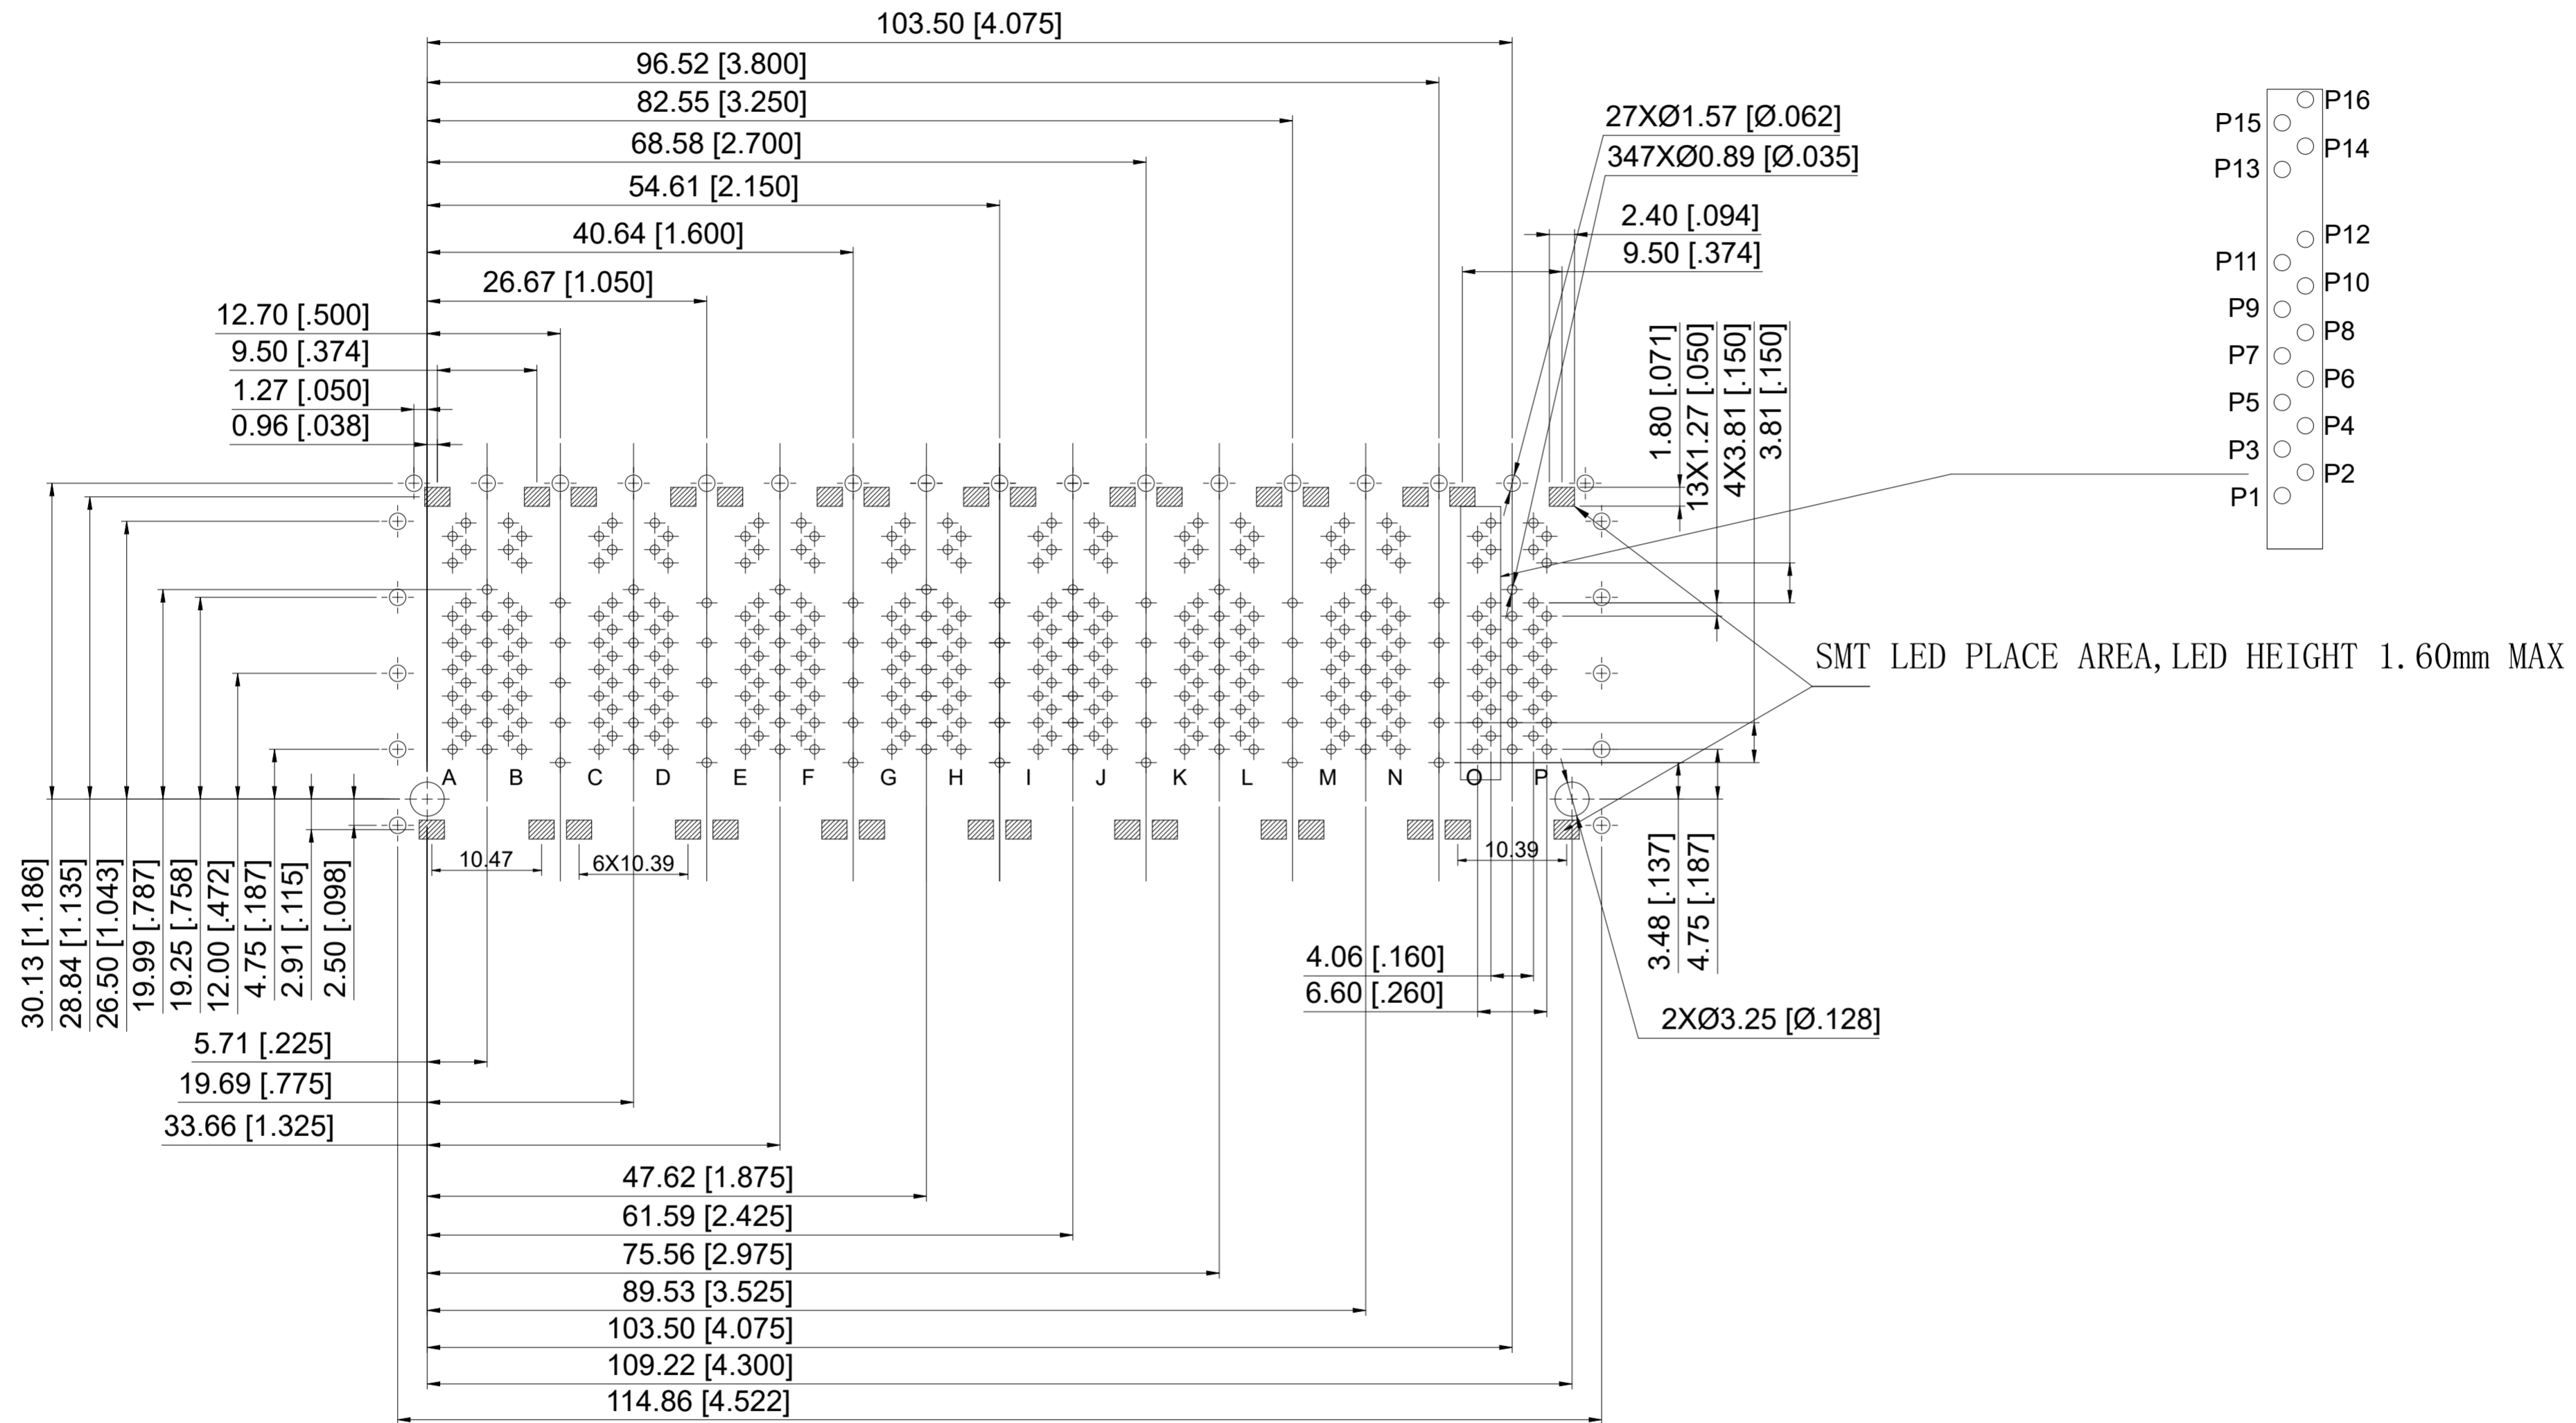 103.50 [4.075]
96.52 [3.800]
82.55 [3.250]
68.58 [2.700]
54.61 [2.150]
40.64 [1.600]
26.67 [1.050]
12.70 [.500]
9.50 [.374]
1.27 [.050]
0.96 [.038]
27XØ1.57 [Ø.062]
347XØ0.89 [Ø.035]
2.40 [.094]
9.50 [.374]
1.80 [.071]
13X1.27 [.050]
4X3.81 [.150]
3.81 [.150]
P16
P15
P14
P13
P12
P11
P10
P9
P8
P7
P6
P5
P4
P3
P2
P1
SMT LED PLACE AREA,LED HEIGHT 1.60mm MAX
A B C D E F G H I J K L M N O P
10.47
6X10.39
10.39
30.13 [1.186]
28.84 [1.135]
26.50 [1.043]
19.99 [.787]
19.25 [.758]
12.00 [.472]
4.75 [.187]
2.91 [.115]
2.50 [.098]
3.48 [.137]
4.75 [.187]
4.06 [.160]
6.60 [.260]
2XØ3.25 [Ø.128]
5.71 [.225]
19.69 [.775]
33.66 [1.325]
47.62 [1.875]
61.59 [2.425]
75.56 [2.975]
89.53 [3.525]
103.50 [4.075]
109.22 [4.300]
114.86 [4.522]